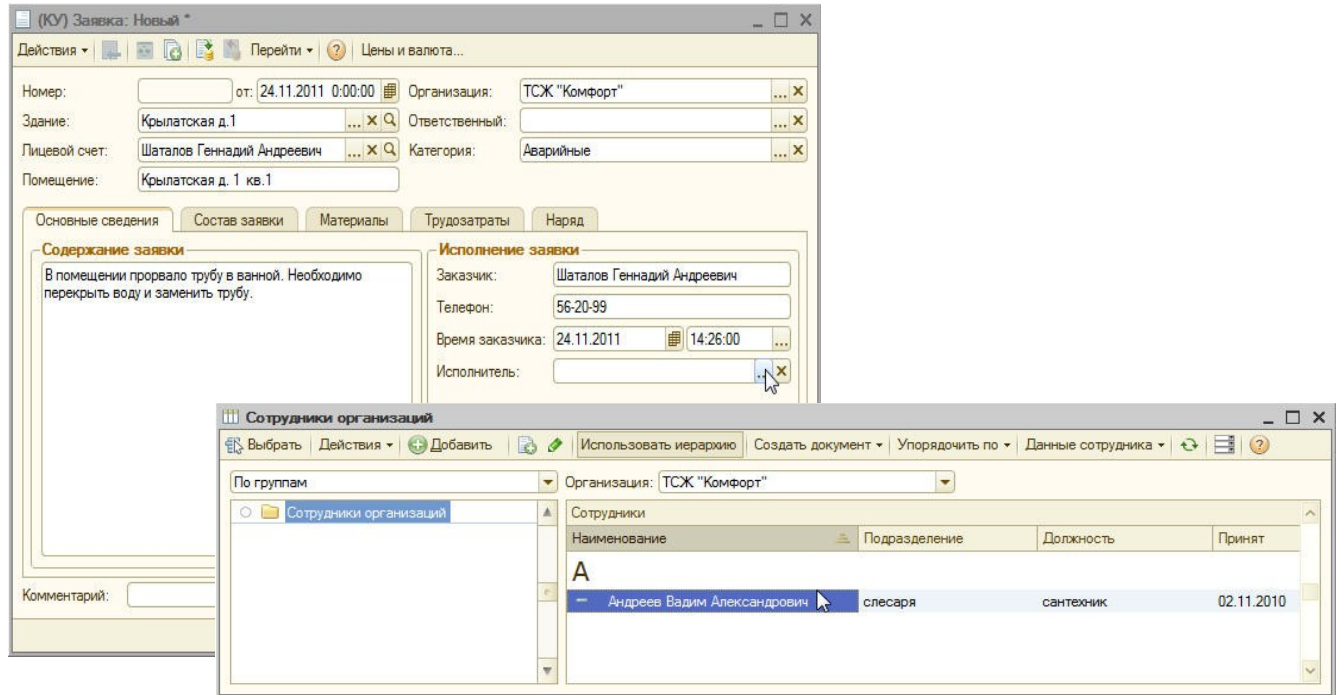 (КУ) Заявка: Новый *
Действия Перейти Цены и валюта...
Номер: от: 24.11.2011 0:00:00 Организация: ТСЖ "Комфорт"
Здание: Крылатская д.1 Ответственный:
Лицевой счет: Шаталов Геннадий Андреевич Категория: Аварийные
Помещение: Крылатская д. 1 кв.1
Основные сведения Состав заявки Материалы Трудозатраты Наряд
Содержание заявки Исполнение заявки
В помещении прорвало трубу в ванной. Необходимо
перекрыть воду и заменить трубу.
Заказчик: Шаталов Геннадий Андреевич
Телефон: 56-20-99
Время заказчика: 24.11.2011 14:26:00
Исполнитель:
Комментарий:
Сотрудники организаций
Выбрать Действия Добавить Использовать иерархию Создать документ Упорядочить по Данные сотрудника
По группам Организация: ТСЖ "Комфорт"
Сотрудники организаций Сотрудники
Наименование Подразделение Должность Принят
А
Андреев Вадим Александрович слесаря сантехник 02.11.2010